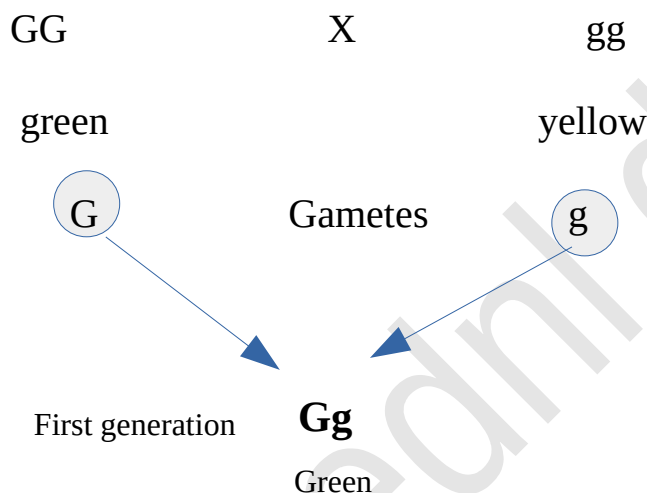 GG X gg
green yellow
G Gametes g
First generation Gg
Green